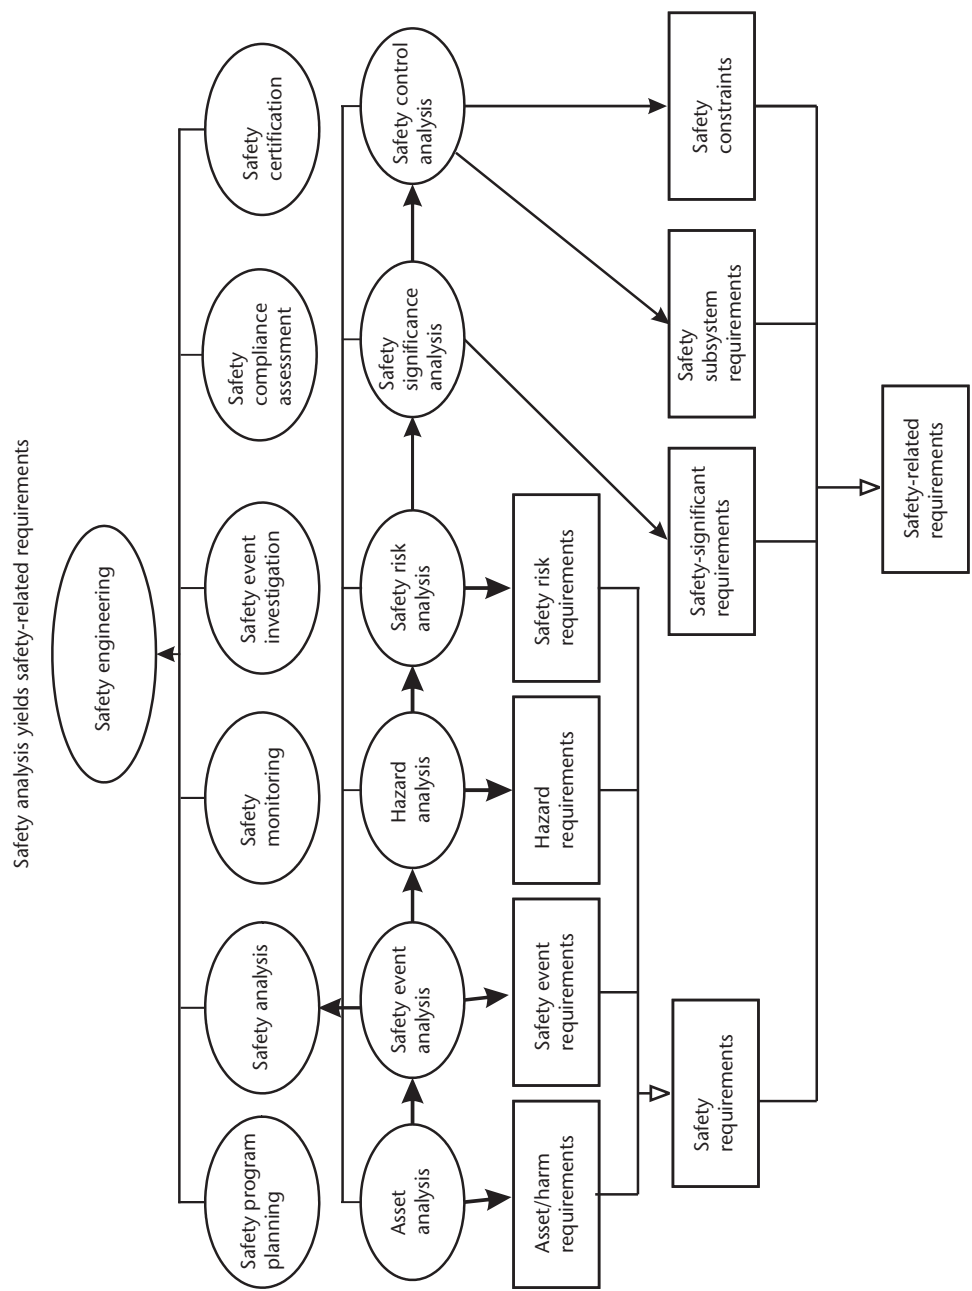 Safety analysis yields safety-related requirements
Safety engineering
Safety program
planning
Safety analysis
Safety
monitoring
Safety event
investigation
Safety
compliance
assessment
Safety
certification
Asset
analysis
Safety event
analysis
Hazard
analysis
Safety risk
analysis
Safety
significance
analysis
Safety control
analysis
Asset/harm
requirements
Safety event
requirements
Hazard
requirements
Safety risk
requirements
Safety
requirements
Safety-significant
requirements
Safety
subsystem
requirements
Safety
constraints
Safety-related
requirements